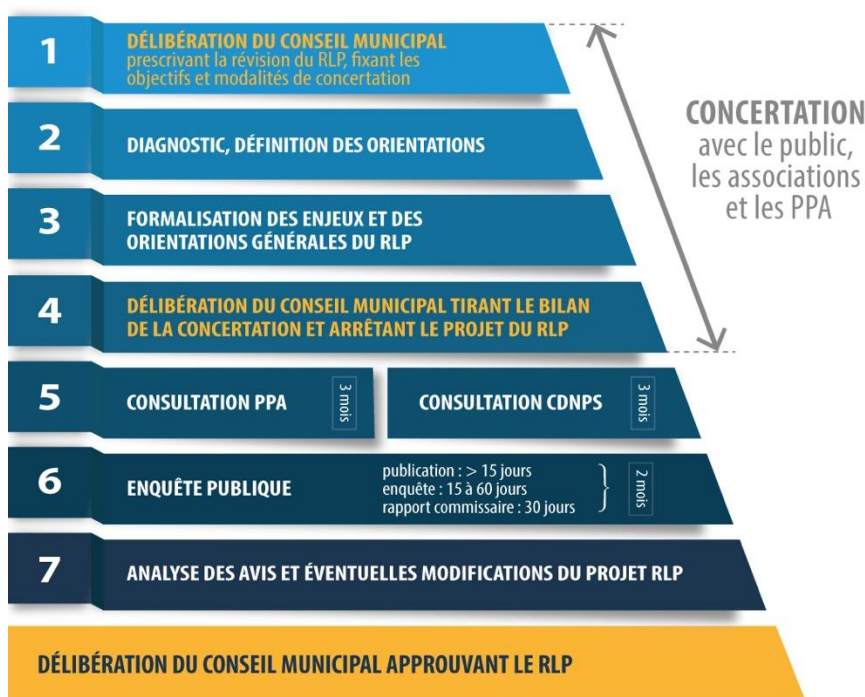 1
DÉLIBÉRATION DU CONSEIL MUNICIPAL
prescrivant la révision du RLP, fixant les
objectifs et modalités de concertation
CONCERTATION
avec le public,
les associations
et les PPA
2
DIAGNOSTIC, DÉFINITION DES ORIENTATIONS
3
FORMALISATION DES ENJEUX ET DES
ORIENTATIONS GÉNÉRALES DU RLP
4
DÉLIBÉRATION DU CONSEIL MUNICIPAL TIRANT LE BILAN
DE LA CONCERTATION ET ARRÊTANT LE PROJET DU RLP
5
CONSULTATION PPA
3 mois
CONSULTATION CDNPS
3 mois
6
ENQUÊTE PUBLIQUE
publication : > 15 jours
enquête : 15 à 60 jours
rapport commissaire : 30 jours
2 mois
7
ANALYSE DES AVIS ET ÉVENTUELLES MODIFICATIONS DU PROJET RLP
DÉLIBÉRATION DU CONSEIL MUNICIPAL APPROUVANT LE RLP